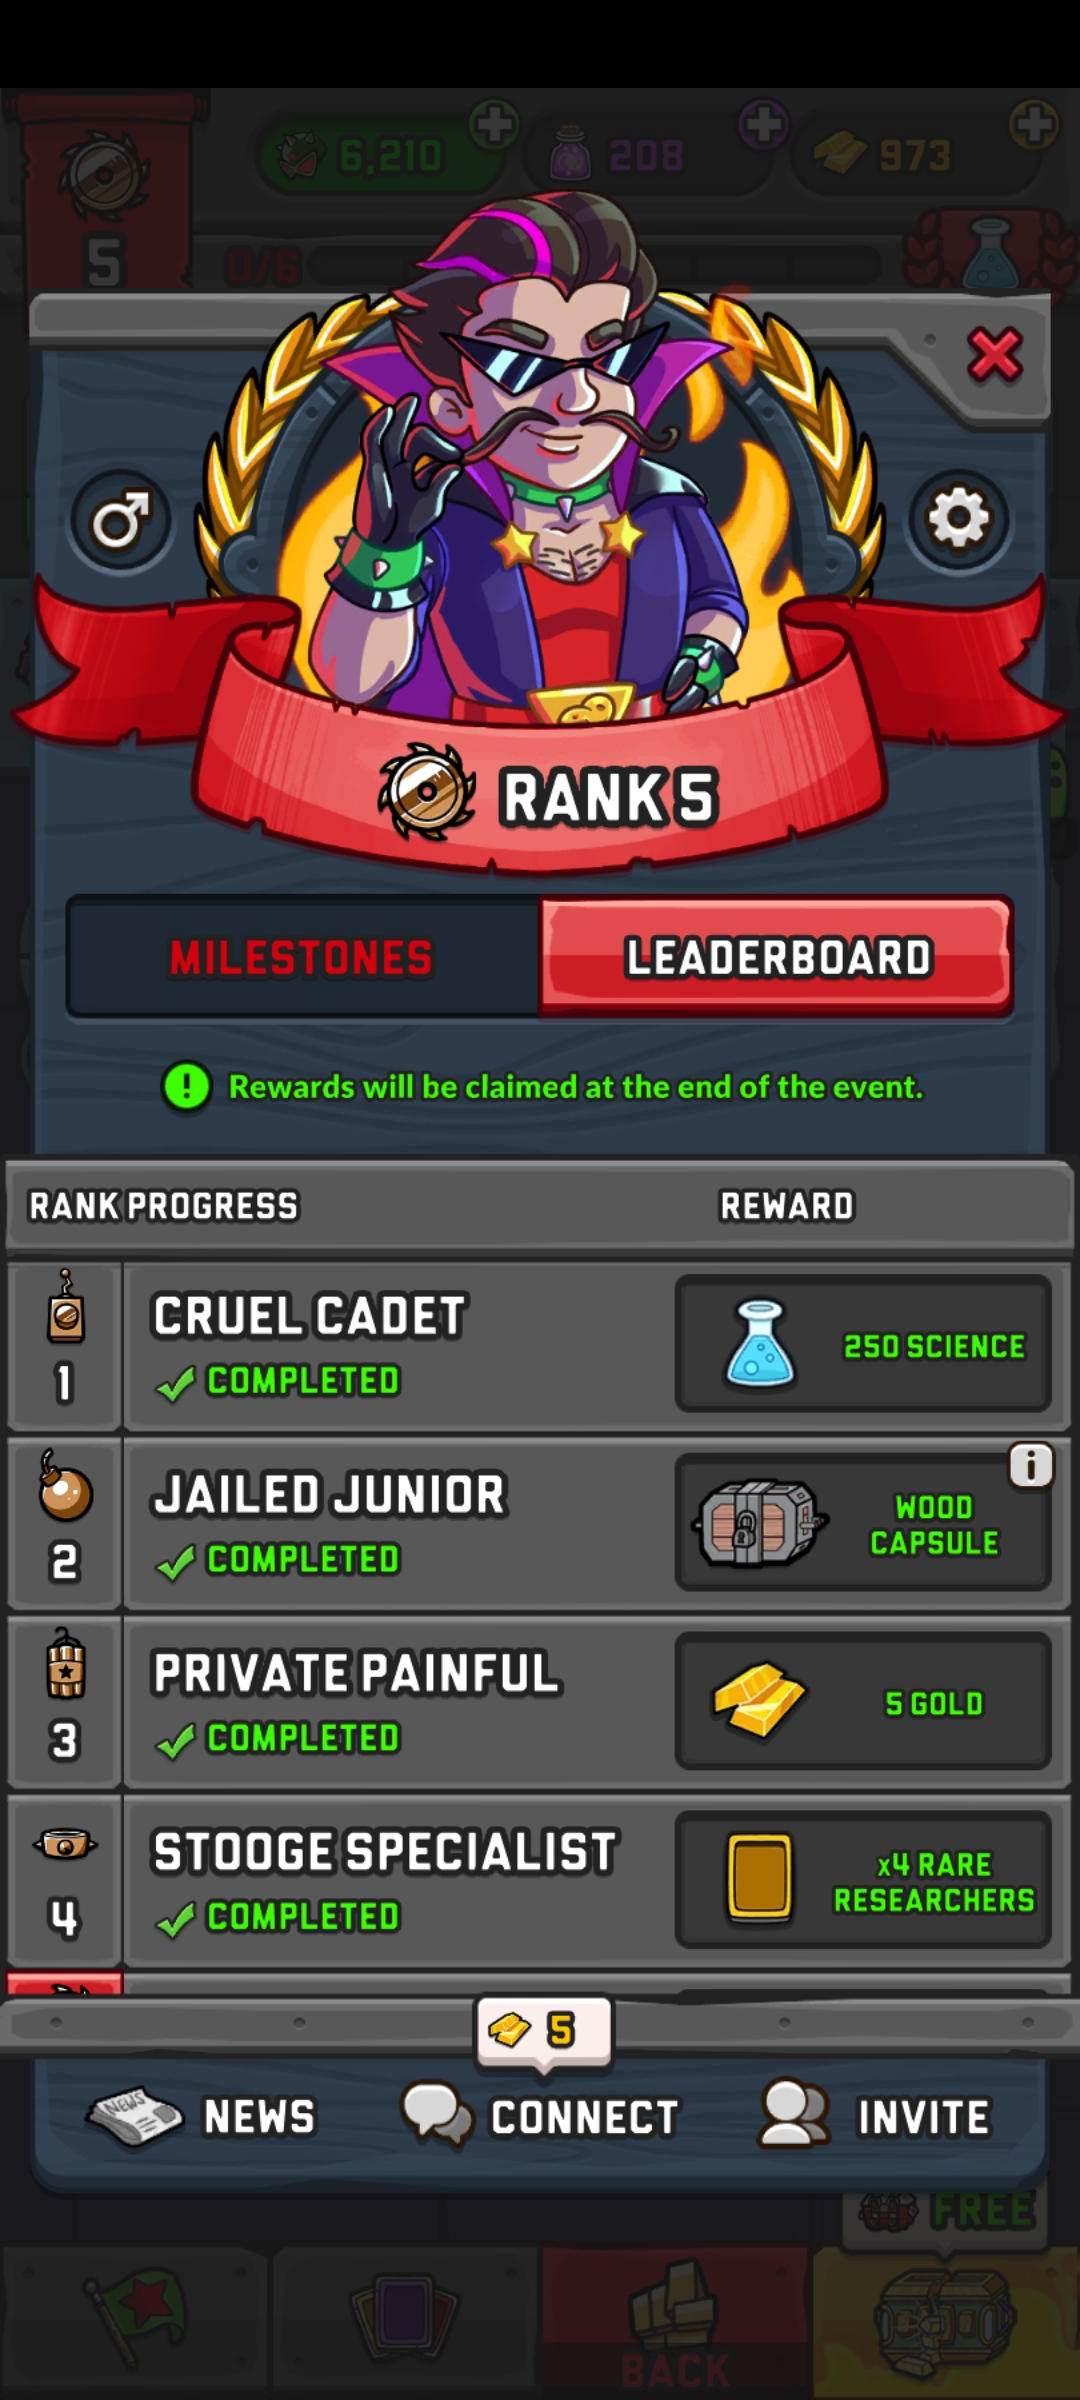 6,210
208
973
5
0/6
RANK 5
MILESTONES
LEADERBOARD
! Rewards will be claimed at the end of the event.
RANK PROGRESS
REWARD
1
CRUEL CADET
COMPLETED
250 SCIENCE
2
JAILED JUNIOR
COMPLETED
WOOD
CAPSULE
i
3
PRIVATE PAINFUL
COMPLETED
5 GOLD
4
STOOGE SPECIALIST
COMPLETED
x4 RARE
RESEARCHERS
5
NEWS
NEWS
CONNECT
INVITE
FREE
BACK